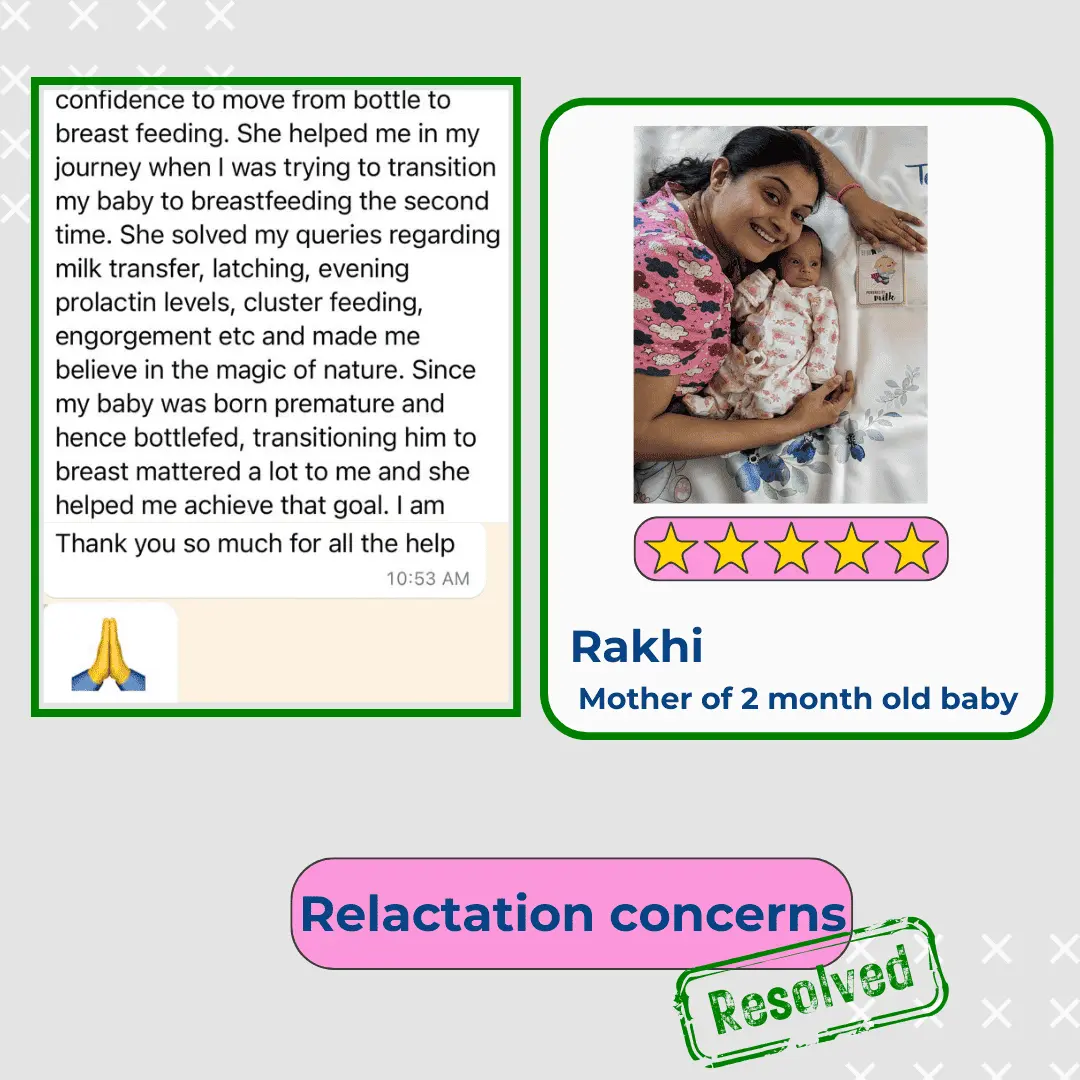 confidence to move from bottle to
breast feeding. She helped me in my
journey when I was trying to transition
my baby to breastfeeding the second
time. She solved my queries regarding
milk transfer, latching, evening
prolactin levels, cluster feeding,
engorgement etc and made me
believe in the magic of nature. Since
my baby was born premature and
hence bottlefed, transitioning him to
breast mattered a lot to me and she
helped me achieve that goal. I am
Thank you so much for all the help
10:53 AM
milk
Rakhi
Mother of 2 month old baby
Relactation concerns
Resolved